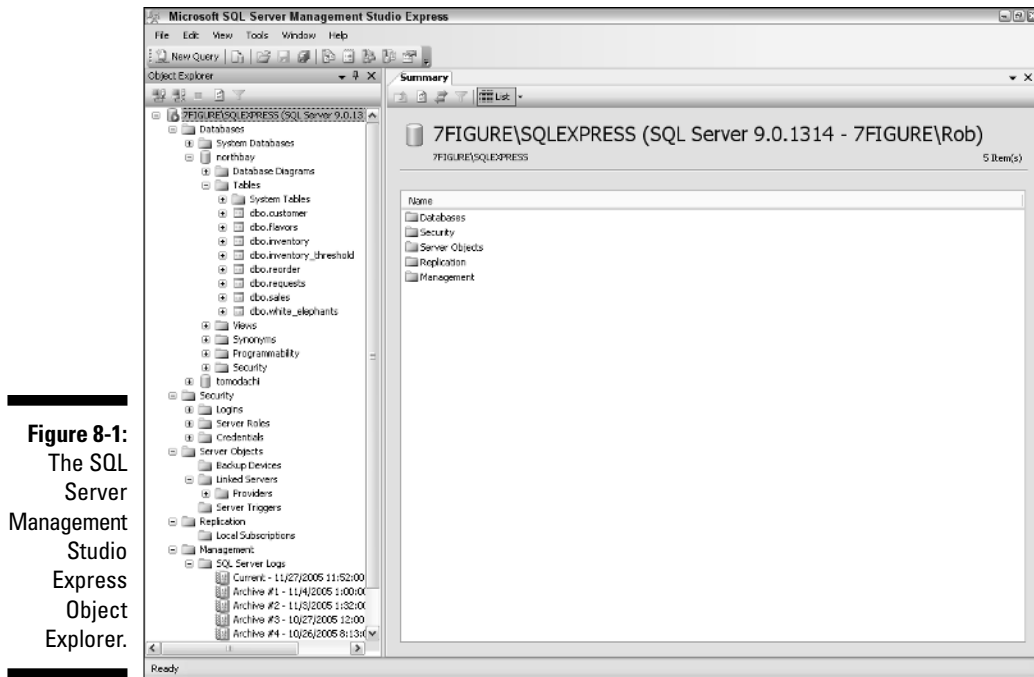 Microsoft SQL Server Management Studio Express
File Edit View Tools Window Help
New Query
Object Explorer
Summary
List
7FIGURE\SQLEXPRESS (SQL Server 9.0.13
Databases
System Databases
northbay
Database Diagrams
Tables
System Tables
dbo.customer
dbo.flavors
dbo.inventory
dbo.inventory_threshold
dbo.reorder
dbo.requests
dbo.sales
dbo.white_elephants
Views
Synonyms
Programmability
Security
tomodachi
Security
Logins
Server Roles
Credentials
Server Objects
Backup Devices
Linked Servers
Providers
Server Triggers
Replication
Local Subscriptions
Management
SQL Server Logs
Current - 11/27/2005 11:52:00
Archive #1 - 11/4/2005 1:00:00
Archive #2 - 11/3/2005 1:32:00
Archive #3 - 10/27/2005 12:00
Archive #4 - 10/26/2005 8:13:0
7FIGURE\SQLEXPRESS (SQL Server 9.0.1314 - 7FIGURE\Rob)
7FIGURE\SQLEXPRESS
5 Item(s)
Name
Databases
Security
Server Objects
Replication
Management
Ready
Figure 8-1:
The SQL
Server
Management
Studio
Express
Object
Explorer.